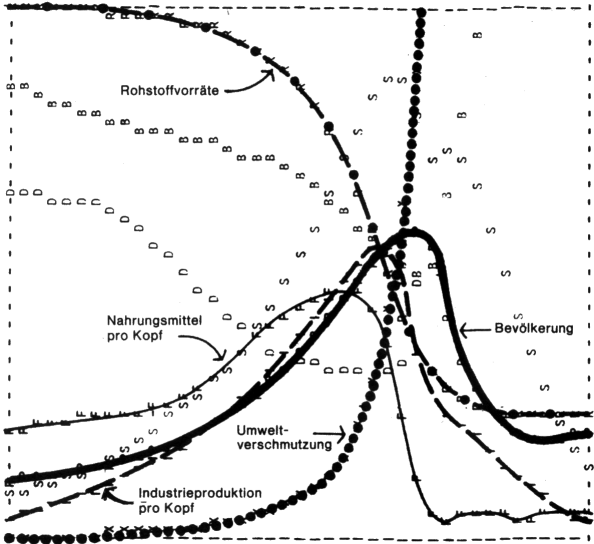 Rohstoffvorräte
Nahrungsmittel
pro Kopf
Bevölkerung
Umwelt-
verschmutzung
Industrieproduktion
pro Kopf